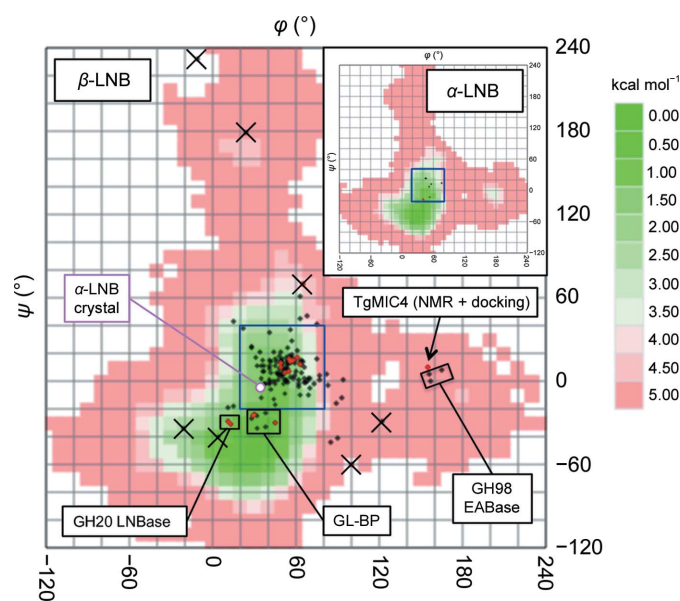 φ (°)
β-LNB
φ (°)
-120 -60 0 60 120 180 240
α-LNB
ψ (°)
240
180
120
60
0
-60
-120
240
180
120
60
0
−60
−120
kcal mol⁻¹
0.00
0.50
1.00
1.50
2.00
2.50
3.00
3.50
4.00
4.50
5.00
ψ (°)
α-LNB
crystal
TgMIC4 (NMR + docking)
GH20 LNBase
GL-BP
GH98
EABase
-120 -60 0 60 120 180 240